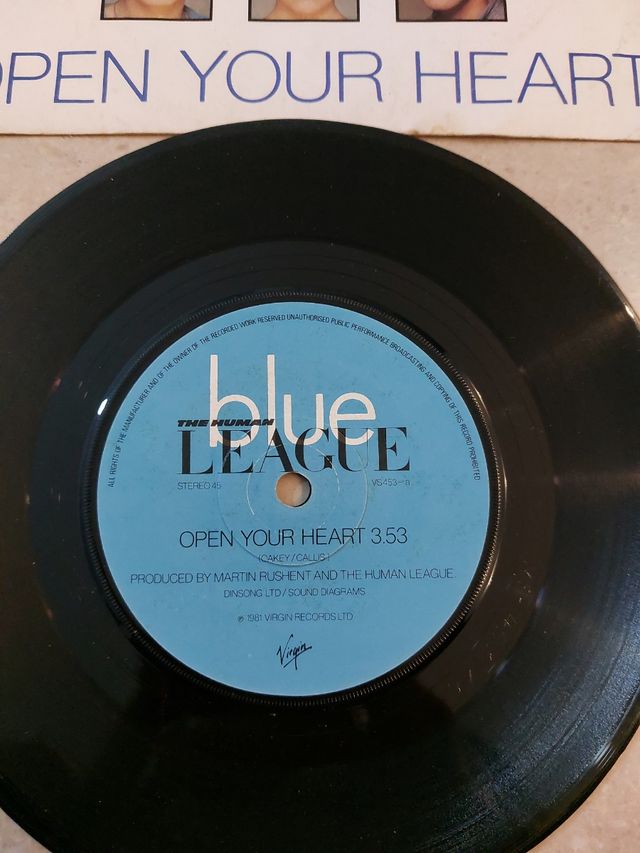 OPEN YOUR HEART
ALL RIGHTS OF THE MANUFACTURER AND OF THE OWNER OF THE RECORDED WORK RESERVED UNAUTHORISED PUBLIC PERFORMANCE BROADCASTING AND COPYING OF THIS RECORD PROHIBITED
blue
THE HUMAN
LEAGUE
STEREO 45
VS453-a
OPEN YOUR HEART 3.53
(OAKEY/CALLIS)
PRODUCED BY MARTIN RUSHENT AND THE HUMAN LEAGUE
DINSONG LTD/SOUND DIAGRAMS
℗ 1981 VIRGIN RECORDS LTD
Virgin